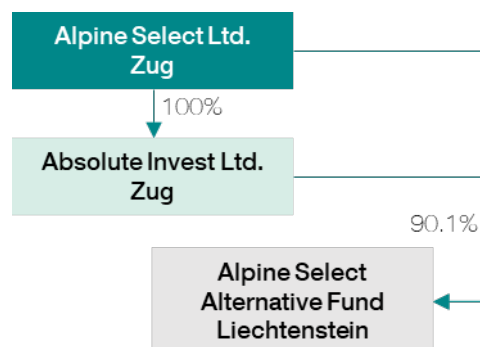 Alpine Select Ltd.
Zug
100%
Absolute Invest Ltd.
Zug
90.1%
Alpine Select
Alternative Fund
Liechtenstein